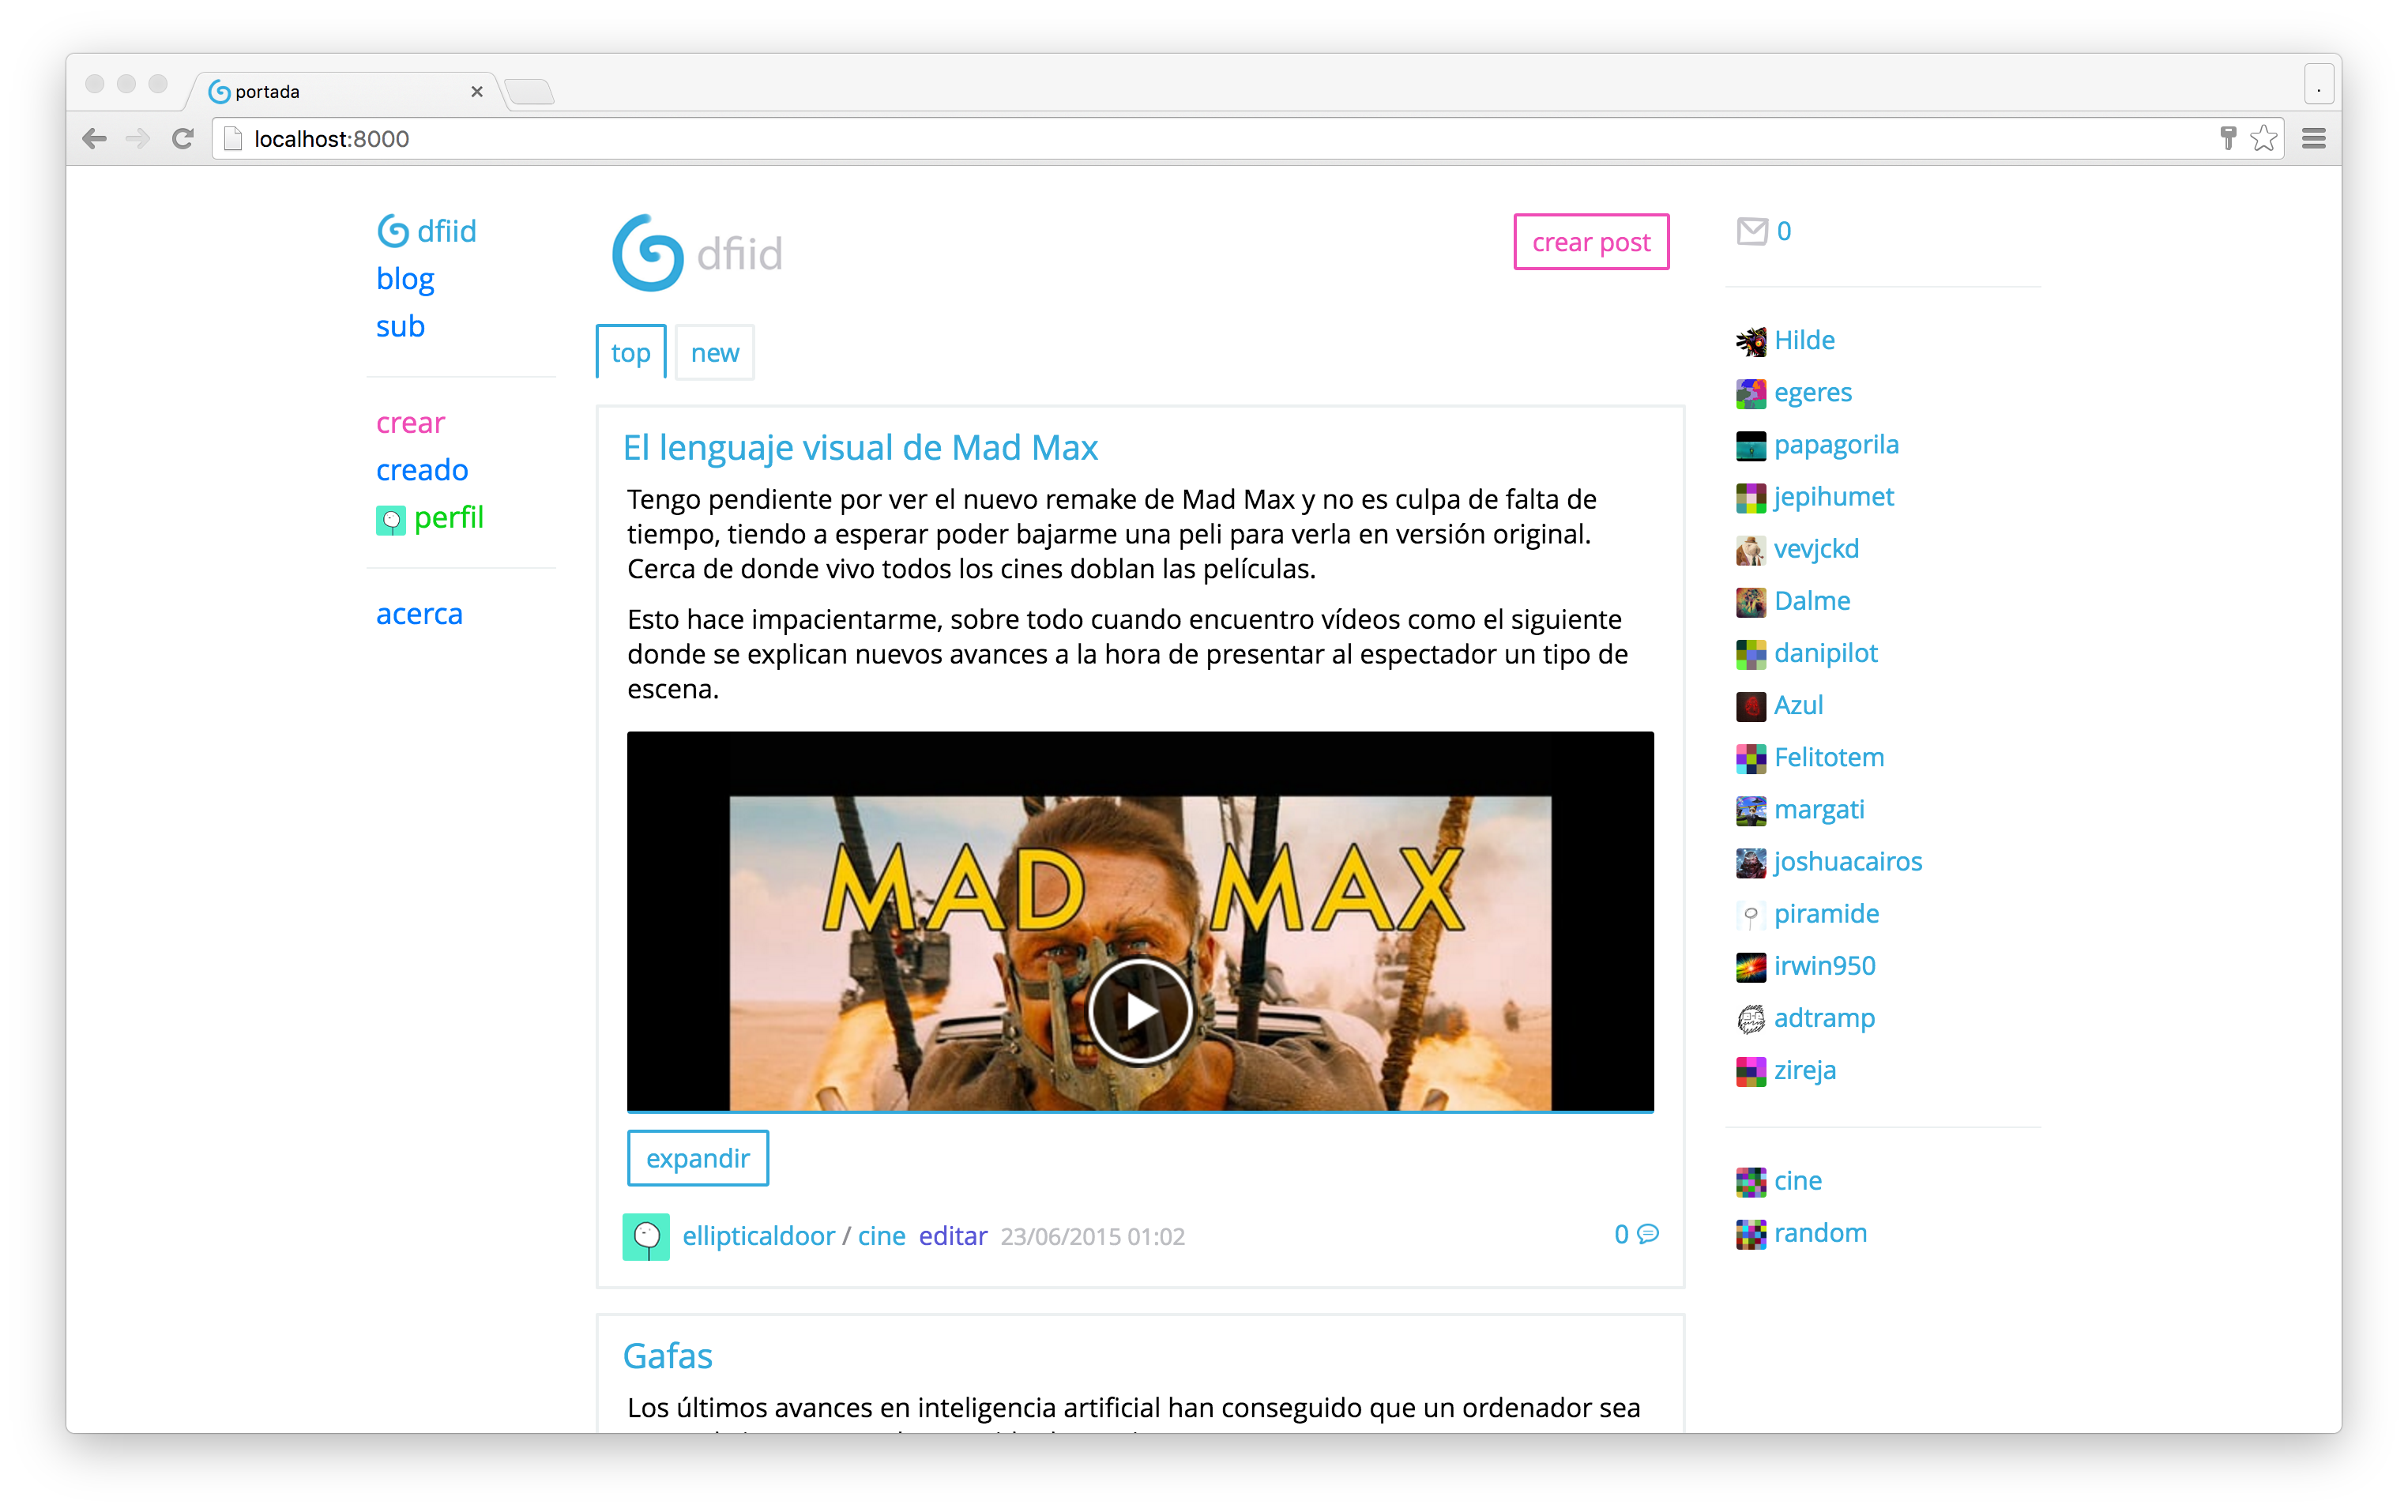 portada
localhost:8000
dfiid
blog
sub
crear
creado
perfil
acerca
dfiid
crear post
top
new
El lenguaje visual de Mad Max
Tengo pendiente por ver el nuevo remake de Mad Max y no es culpa de falta de
tiempo, tiendo a esperar poder bajarme una peli para verla en versión original.
Cerca de donde vivo todos los cines doblan las películas.
Esto hace impacientarme, sobre todo cuando encuentro vídeos como el siguiente
donde se explican nuevos avances a la hora de presentar al espectador un tipo de
escena.
MAD MAX
expandir
ellipticaldoor / cine editar 23/06/2015 01:02
0
Gafas
Los últimos avances en inteligencia artificial han conseguido que un ordenador sea
0
Hilde
egeres
papagorila
jepihumet
vevjckd
Dalme
danipilot
Azul
Felitotem
margati
joshuacairos
piramide
irwin950
adtramp
zireja
cine
random